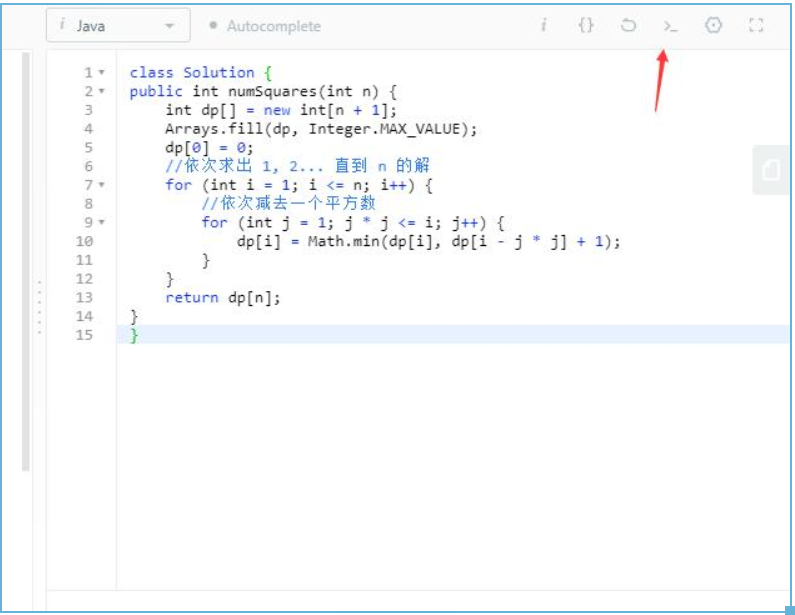 i Java
Autocomplete
i {} >_
1 class Solution {
2 public int numSquares(int n) {
3 int dp[] = new int[n + 1];
4 Arrays.fill(dp, Integer.MAX_VALUE);
5 dp[0] = 0;
6 //依次求出 1, 2... 直到 n 的解
7 for (int i = 1; i <= n; i++) {
8 //依次减去一个平方数
9 for (int j = 1; j * j <= i; j++) {
10 dp[i] = Math.min(dp[i], dp[i - j * j] + 1);
11 }
12 }
13 return dp[n];
14 }
15 }